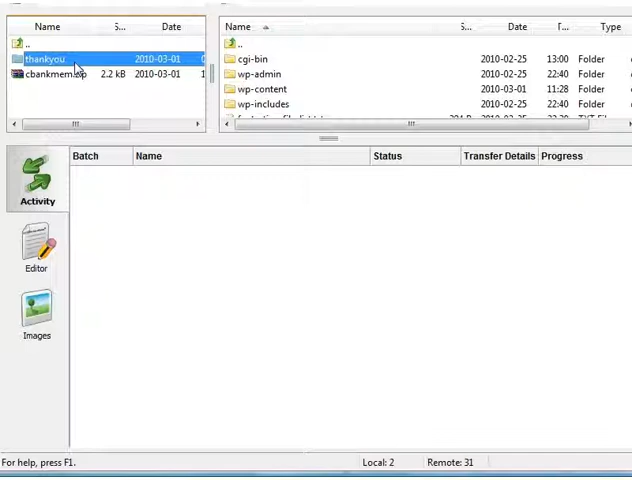 Name S... Date
..
thankyou 2010-03-01
cbankmem.zip 2.2 kB 2010-03-01 1
Name S... Date T... Type
..
cgi-bin 2010-02-25 13:00 Folder
wp-admin 2010-02-25 22:40 Folder
wp-content 2010-03-01 11:28 Folder
wp-includes 2010-02-25 22:40 Folder
Batch Name Status Transfer Details Progress
Activity
Editor
Images
For help, press F1. Local: 2 Remote: 31